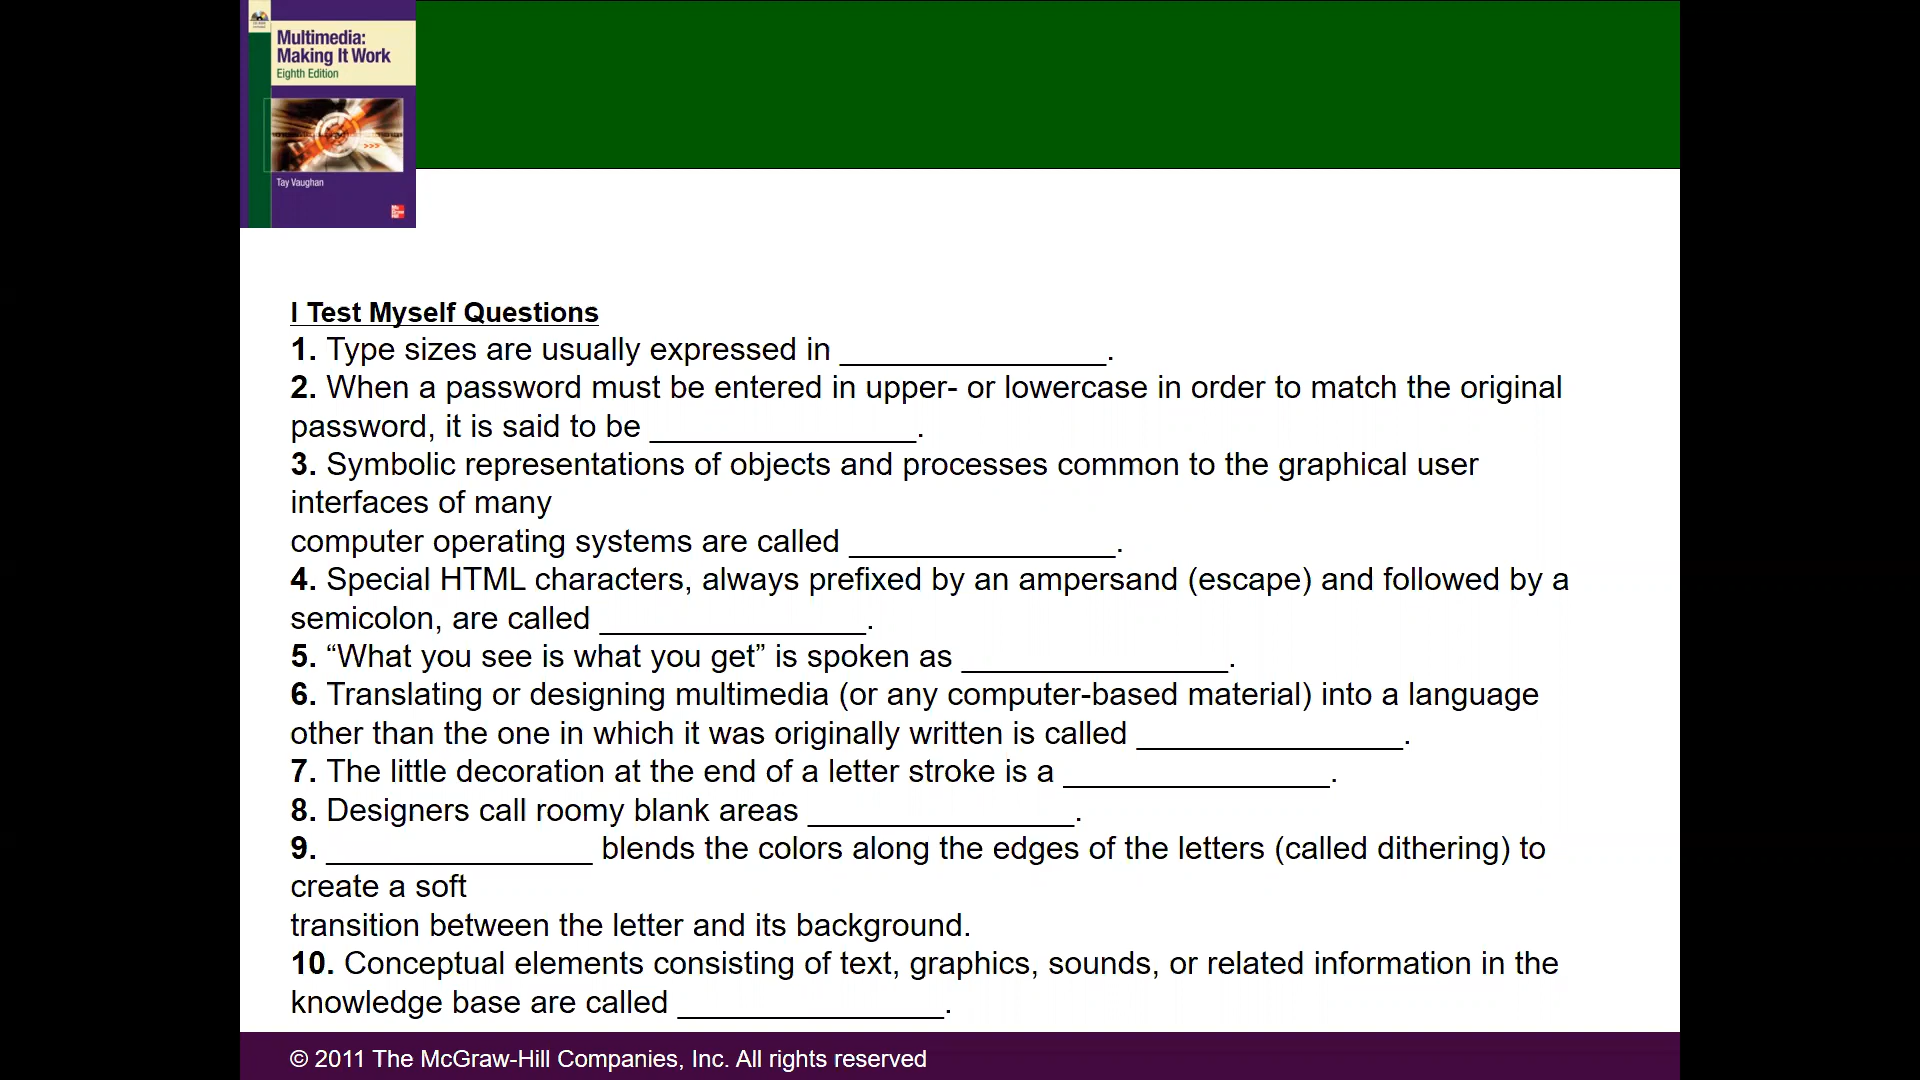 Multimedia:
Making It Work
Eighth Edition
Tay Vaughan
I Test Myself Questions
1. Type sizes are usually expressed in ________________.
2. When a password must be entered in upper- or lowercase in order to match the original
password, it is said to be ________________.
3. Symbolic representations of objects and processes common to the graphical user
interfaces of many
computer operating systems are called ________________.
4. Special HTML characters, always prefixed by an ampersand (escape) and followed by a
semicolon, are called ________________.
5. “What you see is what you get” is spoken as ________________.
6. Translating or designing multimedia (or any computer-based material) into a language
other than the one in which it was originally written is called ________________.
7. The little decoration at the end of a letter stroke is a ________________.
8. Designers call roomy blank areas ________________.
9. ________________ blends the colors along the edges of the letters (called dithering) to
create a soft
transition between the letter and its background.
10. Conceptual elements consisting of text, graphics, sounds, or related information in the
knowledge base are called ________________.
© 2011 The McGraw-Hill Companies, Inc. All rights reserved